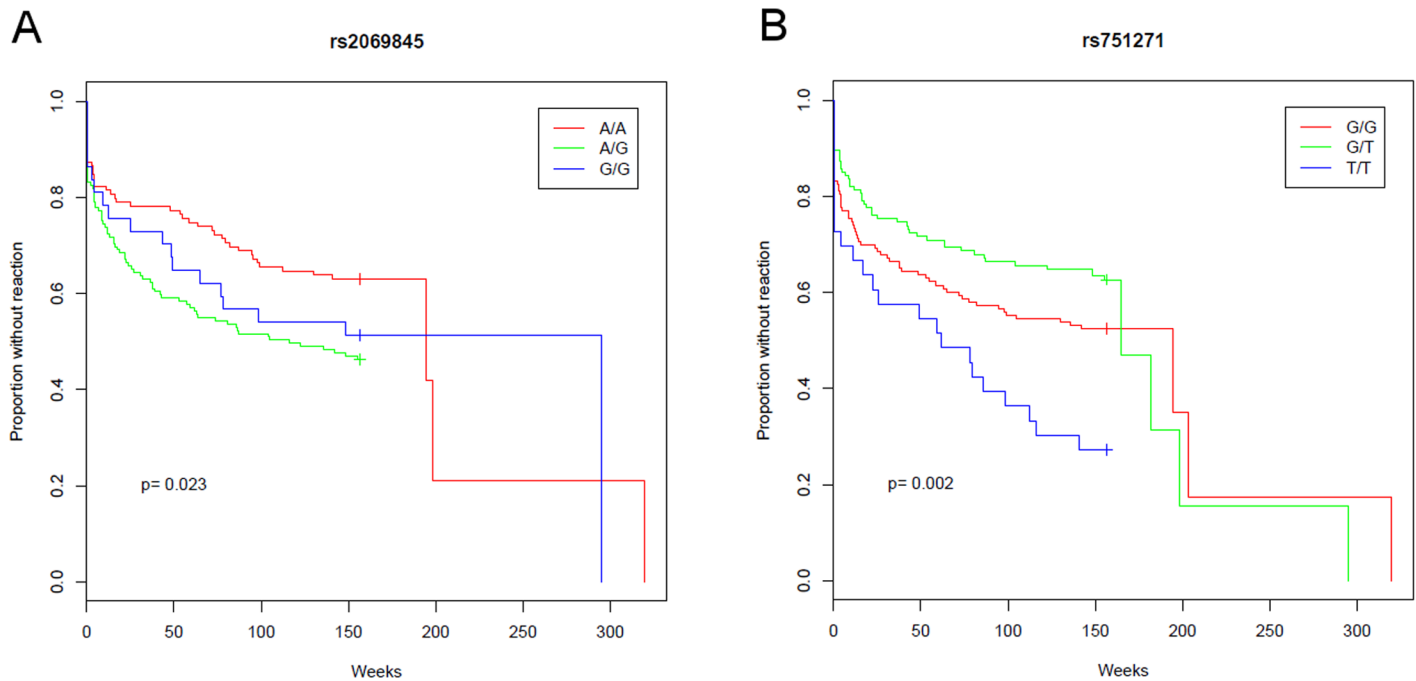 A
rs2069845
Proportion without reaction
1.0
0.8
0.6
0.4
0.2
0.0
A/A
A/G
G/G
p= 0.023
0 50 100 150 200 250 300
Weeks
B
rs751271
Proportion without reaction
1.0
0.8
0.6
0.4
0.2
0.0
G/G
G/T
T/T
p= 0.002
0 50 100 150 200 250 300
Weeks